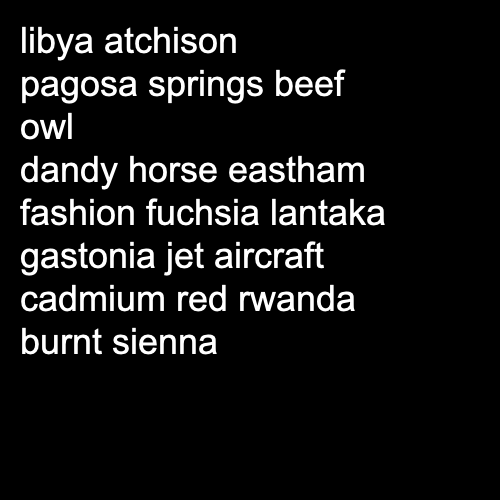 libya atchison
pagosa springs beef
owl
dandy horse eastham
fashion fuchsia lantaka
gastonia jet aircraft
cadmium red rwanda
burnt sienna